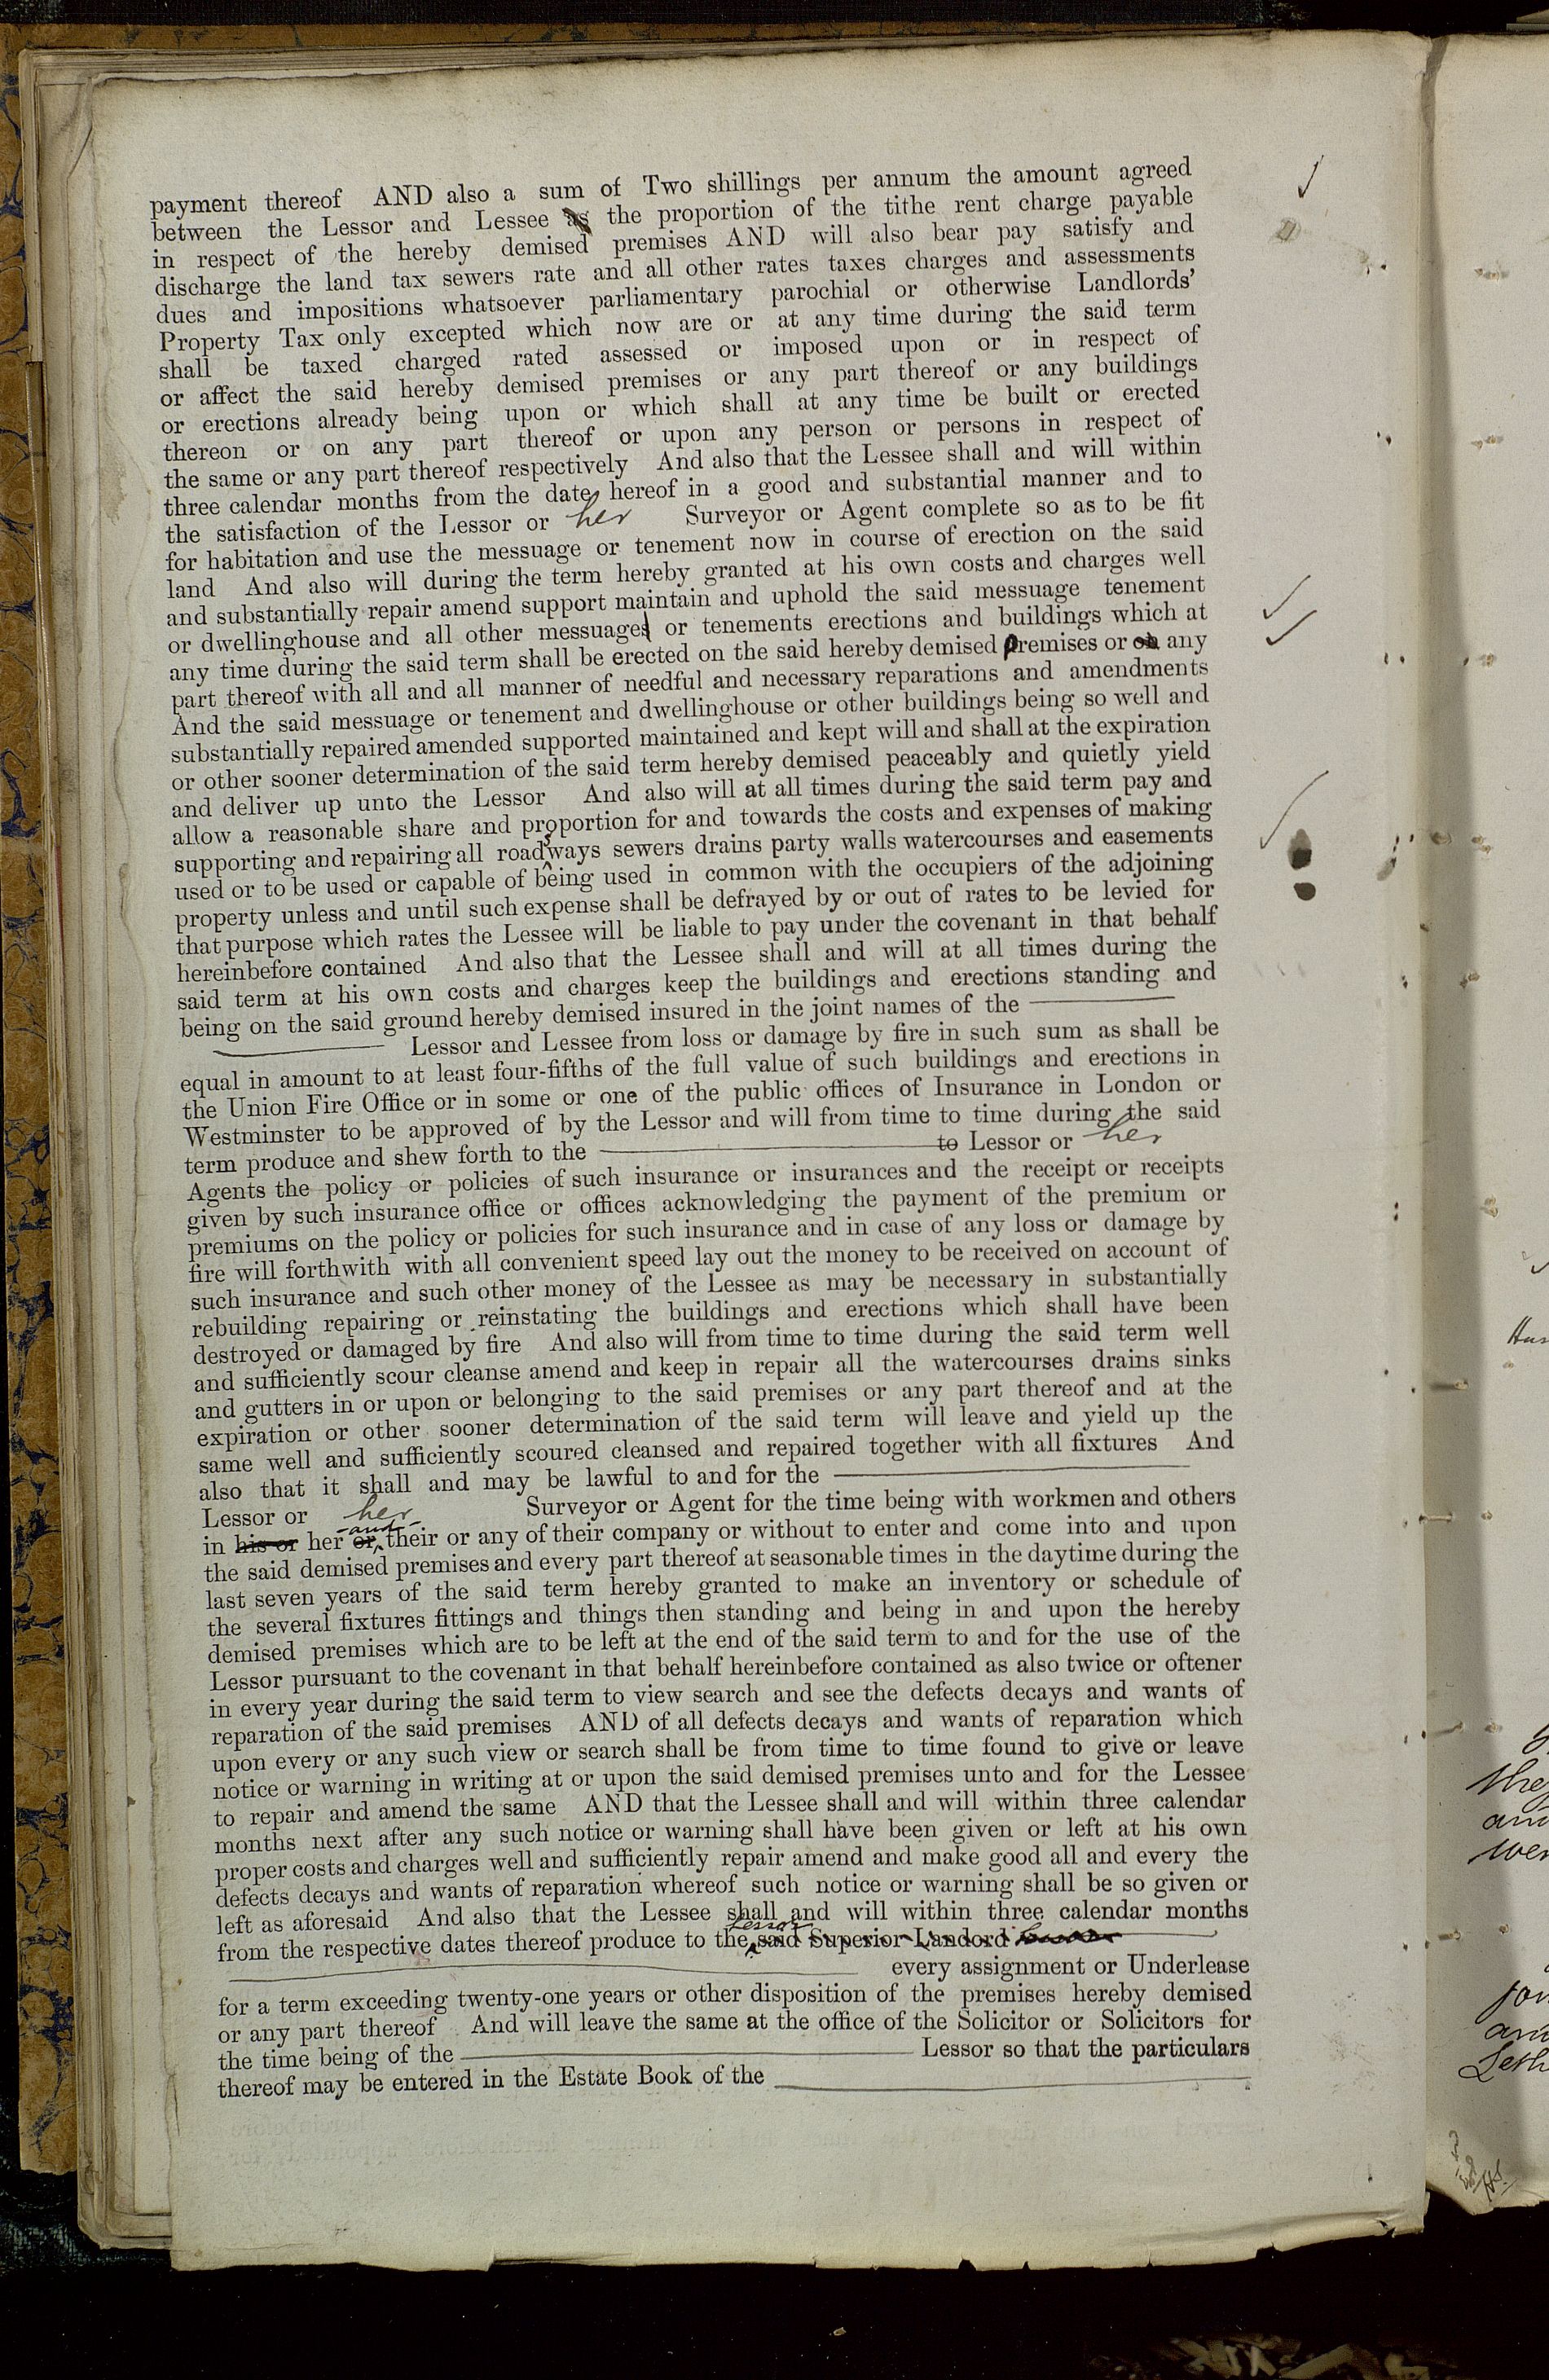 payment thereof AND also a sum of Two shillings per annum the amount agreed
between the Lessor and Lessee as the proportion of the tithe rent charge payable
in respect of the hereby demised premises AND will also bear pay satisfy and
discharge the land tax sewers rate and all other rates taxes charges and assessments
dues and impositions whatsoever parliamentary parochial or otherwise Landlords'
Property Tax only excepted which now are or at any time during the said term
shall be taxed charged rated assessed or imposed upon or in respect of
or affect the said hereby demised premises or any part thereof or any buildings
or erections already being upon or which shall at any time be built or erected
thereon or on any part thereof or upon any person or persons in respect of
the same or any part thereof respectively And also that the Lessee shall and will within
three calendar months from the date hereof in a good and substantial manner and to
the satisfaction of the Lessor or her Surveyor or Agent complete so as to be fit
for habitation and use the messuage or tenement now in course of erection on the said
land And also will during the term hereby granted at his own costs and charges well
and substantially repair amend support maintain and uphold the said messuage tenement
or dwellinghouse and all other messuages or tenements erections and buildings which at
any time during the said term shall be erected on the said hereby demised premises or on any
part thereof with all and all manner of needful and necessary reparations and amendments
And the said messuage or tenement and dwellinghouse or other buildings being so well and
substantially repaired amended supported maintained and kept will and shall at the expiration
or other sooner determination of the said term hereby demised peaceably and quietly yield
and deliver up unto the Lessor And also will at all times during the said term pay and
allow a reasonable share and proportion for and towards the costs and expenses of making
supporting and repairing all roads ways sewers drains party walls watercourses and easements
used or to be used or capable of being used in common with the occupiers of the adjoining
property unless and until such expense shall be defrayed by or out of rates to be levied for
that purpose which rates the Lessee will be liable to pay under the covenant in that behalf
hereinbefore contained And also that the Lessee shall and will at all times during the
said term at his own costs and charges keep the buildings and erections standing and
being on the said ground hereby demised insured in the joint names of the
Lessor and Lessee from loss or damage by fire in such sum as shall be
equal in amount to at least four-fifths of the full value of such buildings and erections in
the Union Fire Office or in some or one of the public offices of Insurance in London or
Westminster to be approved of by the Lessor and will from time to time during the said
term produce and shew forth to the to Lessor or her
Agents the policy or policies of such insurance or insurances and the receipt or receipts
given by such insurance office or offices acknowledging the payment of the premium or
premiums on the policy or policies for such insurance and in case of any loss or damage by
fire will forthwith with all convenient speed lay out the money to be received on account of
such insurance and such other money of the Lessee as may be necessary in substantially
rebuilding repairing or reinstating the buildings and erections which shall have been
destroyed or damaged by fire And also will from time to time during the said term well
and sufficiently scour cleanse amend and keep in repair all the watercourses drains sinks
and gutters in or upon or belonging to the said premises or any part thereof and at the
expiration or other sooner determination of the said term will leave and yield up the
same well and sufficiently scoured cleansed and repaired together with all fixtures And
also that it shall and may be lawful to and for the
Lessor or her Surveyor or Agent for the time being with workmen and others
in his or her or and their or any of their company or without to enter and come into and upon
the said demised premises and every part thereof at seasonable times in the daytime during the
last seven years of the said term hereby granted to make an inventory or schedule of
the several fixtures fittings and things then standing and being in and upon the hereby
demised premises which are to be left at the end of the said term to and for the use of the
Lessor pursuant to the covenant in that behalf hereinbefore contained as also twice or oftener
in every year during the said term to view search and see the defects decays and wants of
reparation of the said premises AND of all defects decays and wants of reparation which
upon every or any such view or search shall be from time to time found to give or leave
notice or warning in writing at or upon the said demised premises unto and for the Lessee
to repair and amend the same AND that the Lessee shall and will within three calendar
months next after any such notice or warning shall have been given or left at his own
proper costs and charges well and sufficiently repair amend and make good all and every the
defects decays and wants of reparation whereof such notice or warning shall be so given or
left as aforesaid And also that the Lessee shall and will within three calendar months
from the respective dates thereof produce to the Lessor said Superior Landord
every assignment or Underlease
for a term exceeding twenty-one years or other disposition of the premises hereby demised
or any part thereof And will leave the same at the office of the Solicitor or Solicitors for
the time being of the Lessor so that the particulars
thereof may be entered in the Estate Book of the